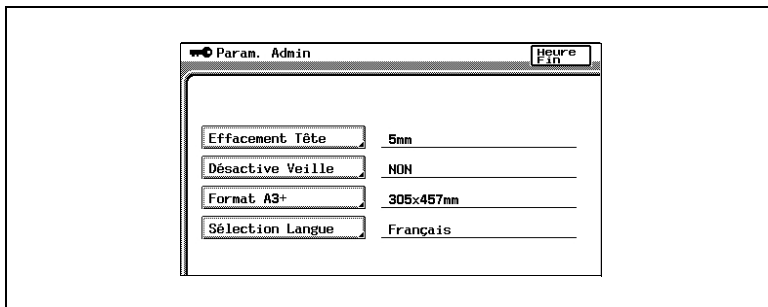 Param. Admin
Heure
Fin
Effacement Tête 5mm
Désactive Veille NON
Format A3+ 305x457mm
Sélection Langue Français